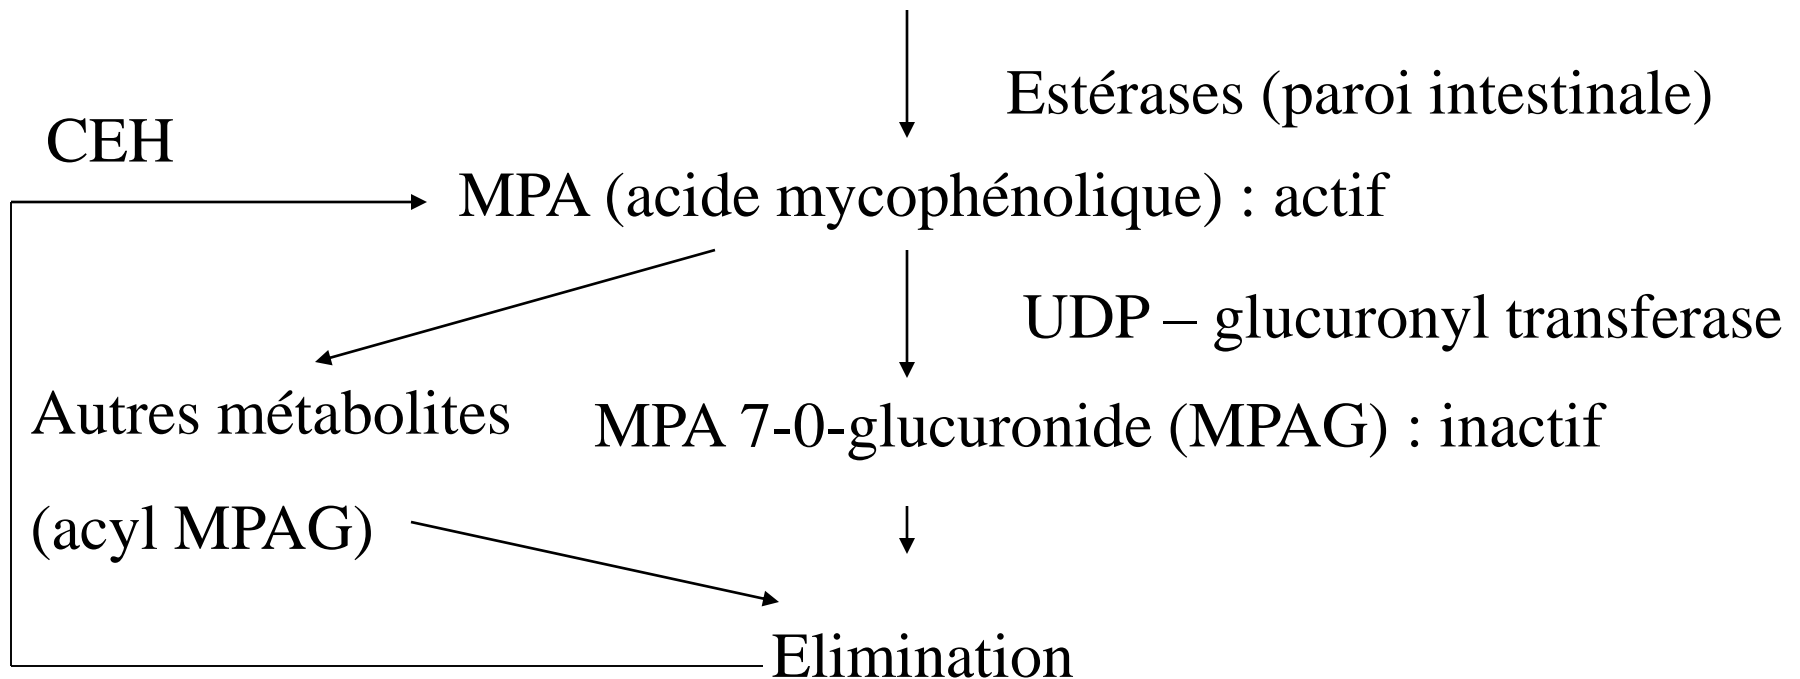 Estérases (paroi intestinale)
CEH
MPA (acide mycophénolique) : actif
UDP – glucuronyl transferase
Autres métabolites
MPA 7-0-glucuronide (MPAG) : inactif
(acyl MPAG)
Elimination